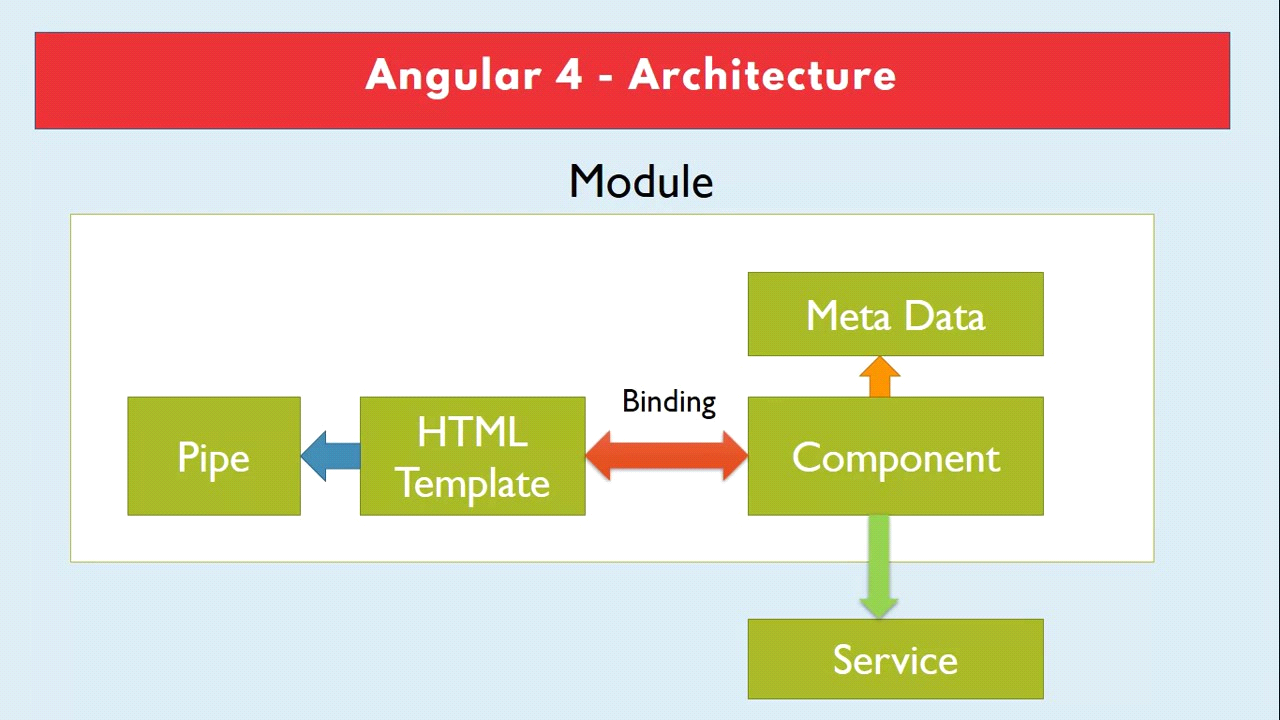 Angular 4 - Architecture
Module
Meta Data
Binding
Pipe
HTML
Template
Component
Service